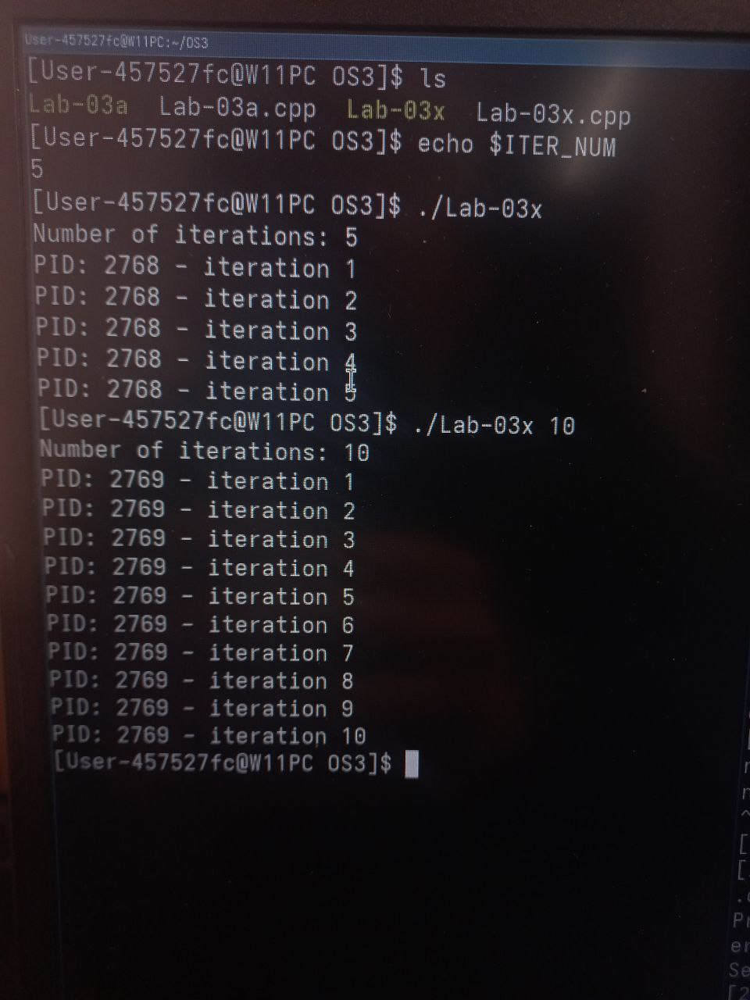 User-457527fc@W11PC:~/OS3
[User-457527fc@W11PC OS3]$ ls
Lab-03a Lab-03a.cpp Lab-03x Lab-03x.cpp
[User-457527fc@W11PC OS3]$ echo $ITER_NUM
5
[User-457527fc@W11PC OS3]$ ./Lab-03x
Number of iterations: 5
PID: 2768 - iteration 1
PID: 2768 - iteration 2
PID: 2768 - iteration 3
PID: 2768 - iteration 4
PID: 2768 - iteration 5
[User-457527fc@W11PC OS3]$ ./Lab-03x 10
Number of iterations: 10
PID: 2769 - iteration 1
PID: 2769 - iteration 2
PID: 2769 - iteration 3
PID: 2769 - iteration 4
PID: 2769 - iteration 5
PID: 2769 - iteration 6
PID: 2769 - iteration 7
PID: 2769 - iteration 8
PID: 2769 - iteration 9
PID: 2769 - iteration 10
[User-457527fc@W11PC OS3]$